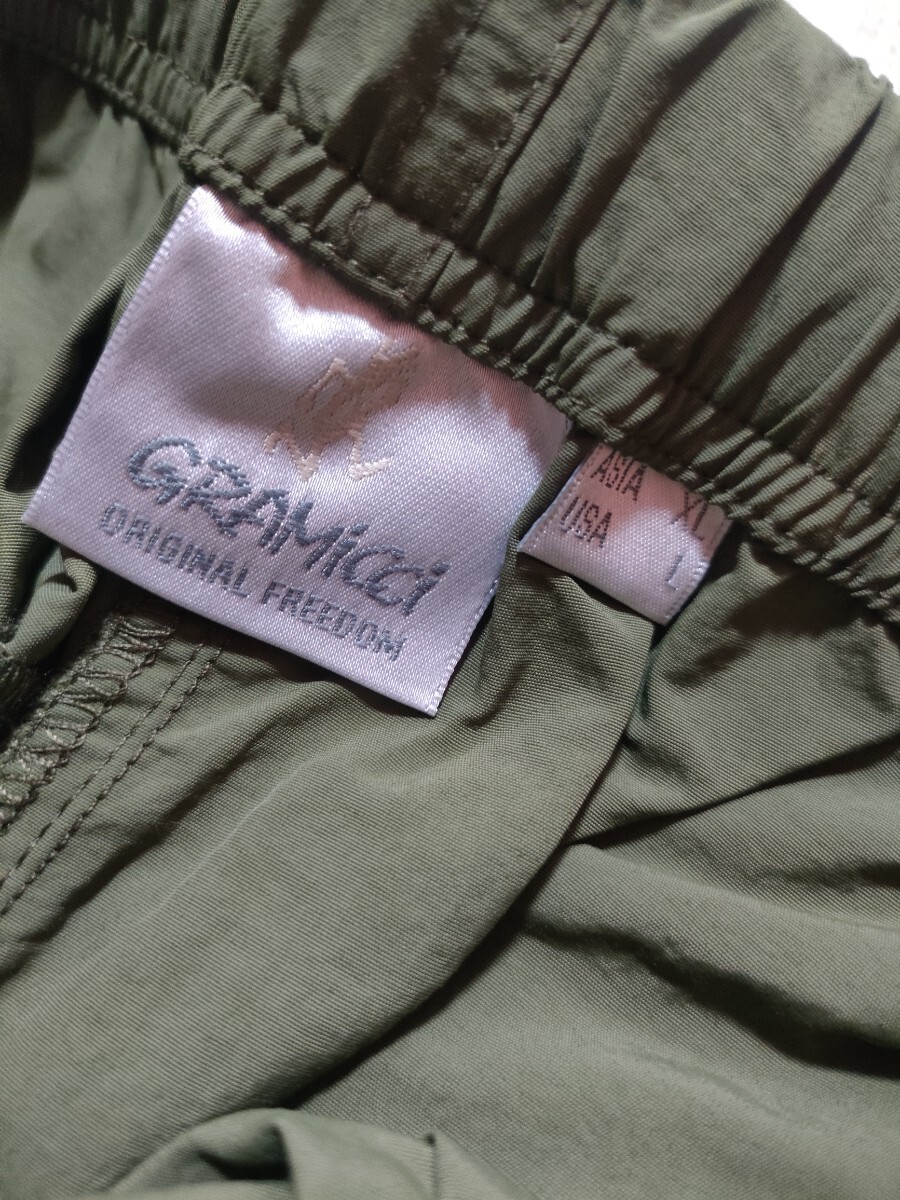 GRAMiCCi
ORIGINAL FREEDOM
ASIA XL
USA L